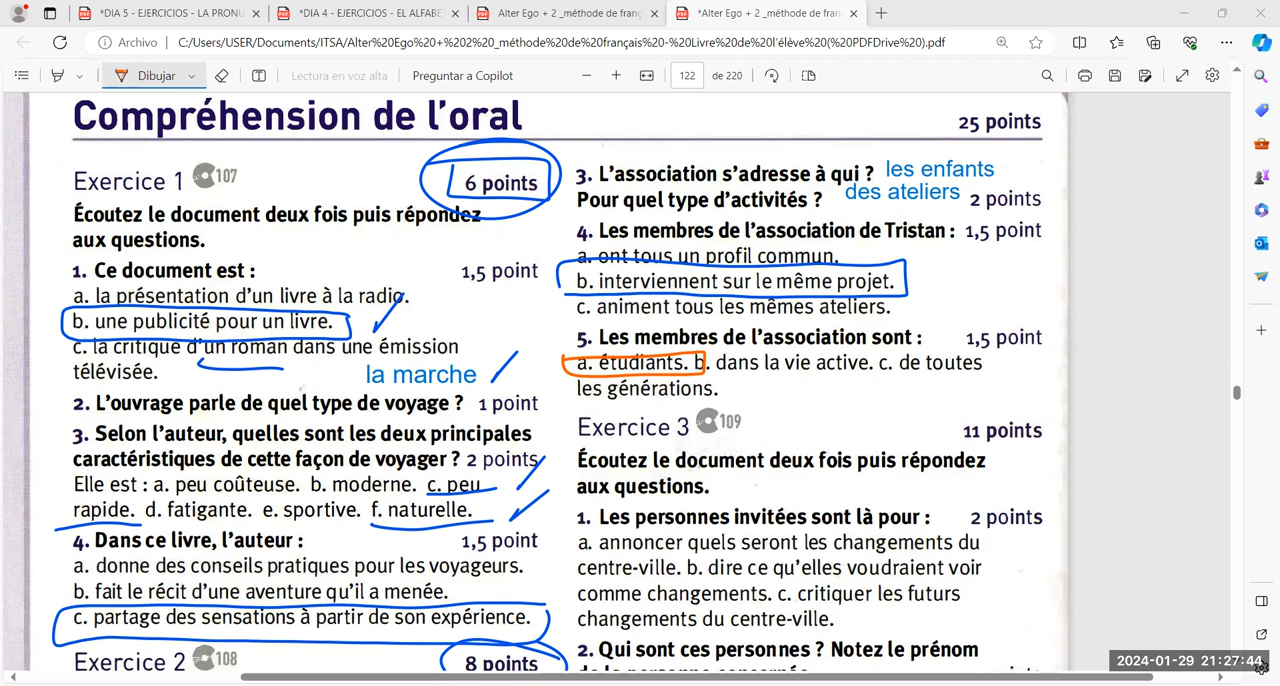 *DIA 5 - EJERCICIOS - LA PRONU
*DIA 4 - EJERCICIOS - EL ALFABE
Alter Ego + 2 _méthode de franç
*Alter Ego + 2 _méthode de franç
Archivo
C:/Users/USER/Documents/ITSA/Alter%20Ego%20+%202%20_méthode%20de%20français%20-%20Livre%20de%20l'élève%20(%20PDFDrive%20).pdf
Dibujar
Lectura en voz alta
Preguntar a Copilot
122
de 220
Compréhension de l'oral
25 points
Exercice 1 107
6 points
Écoutez le document deux fois puis répondez
aux questions.
1. Ce document est : 1,5 point
a. la présentation d'un livre à la radio.
b. une publicité pour un livre.
c. la critique d'un roman dans une émission
télévisée.
la marche
2. L'ouvrage parle de quel type de voyage ? 1 point
3. Selon l'auteur, quelles sont les deux principales
caractéristiques de cette façon de voyager ? 2 points
Elle est : a. peu coûteuse. b. moderne. c. peu
rapide. d. fatigante. e. sportive. f. naturelle.
4. Dans ce livre, l'auteur : 1,5 point
a. donne des conseils pratiques pour les voyageurs.
b. fait le récit d'une aventure qu'il a menée.
c. partage des sensations à partir de son expérience.
Exercice 2 108
8 points
3. L'association s'adresse à qui ? les enfants
Pour quel type d'activités ? des ateliers 2 points
4. Les membres de l'association de Tristan : 1,5 point
a. ont tous un profil commun.
b. interviennent sur le même projet.
c. animent tous les mêmes ateliers.
5. Les membres de l'association sont : 1,5 point
a. étudiants. b. dans la vie active. c. de toutes
les générations.
Exercice 3 109
11 points
Écoutez le document deux fois puis répondez
aux questions.
1. Les personnes invitées sont là pour : 2 points
a. annoncer quels seront les changements du
centre-ville. b. dire ce qu'elles voudraient voir
comme changements. c. critiquer les futurs
changements du centre-ville.
2. Qui sont ces personnes ? Notez le prénom
2024-01-29 21:27:44